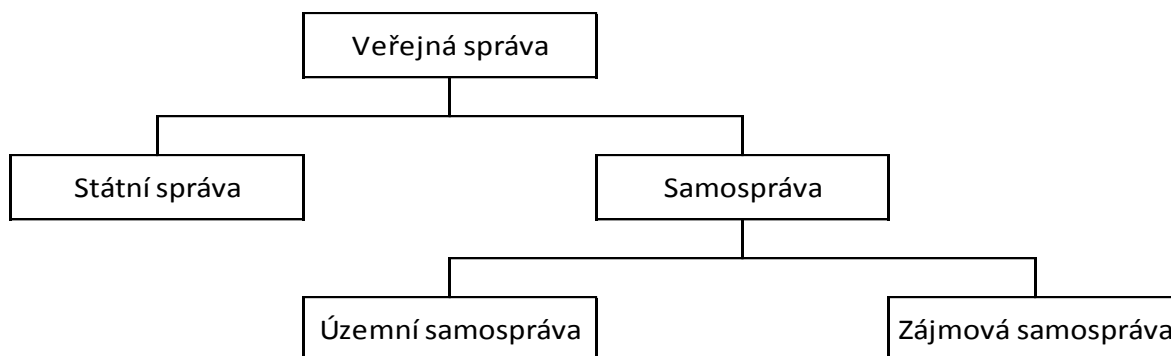 Veřejná správa
Státní správa
Samospráva
Územní samospráva
Zájmová samospráva